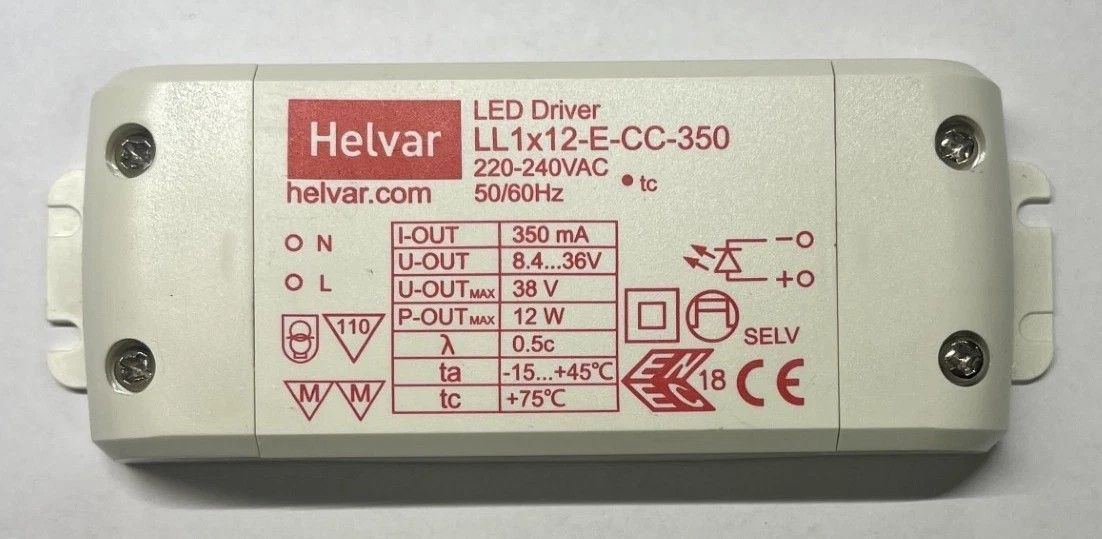 Helvar
helvar.com
LED Driver
LL1x12-E-CC-350
220-240VAC
50/60Hz
• tc
N
L
I-OUT 350 mA
U-OUT 8.4...36V
U-OUTMAX 38 V
P-OUTMAX 12 W
λ 0.5c
ta -15...+45℃
tc +75℃
110
M M
-
+
SELV
ENEC 18 CE